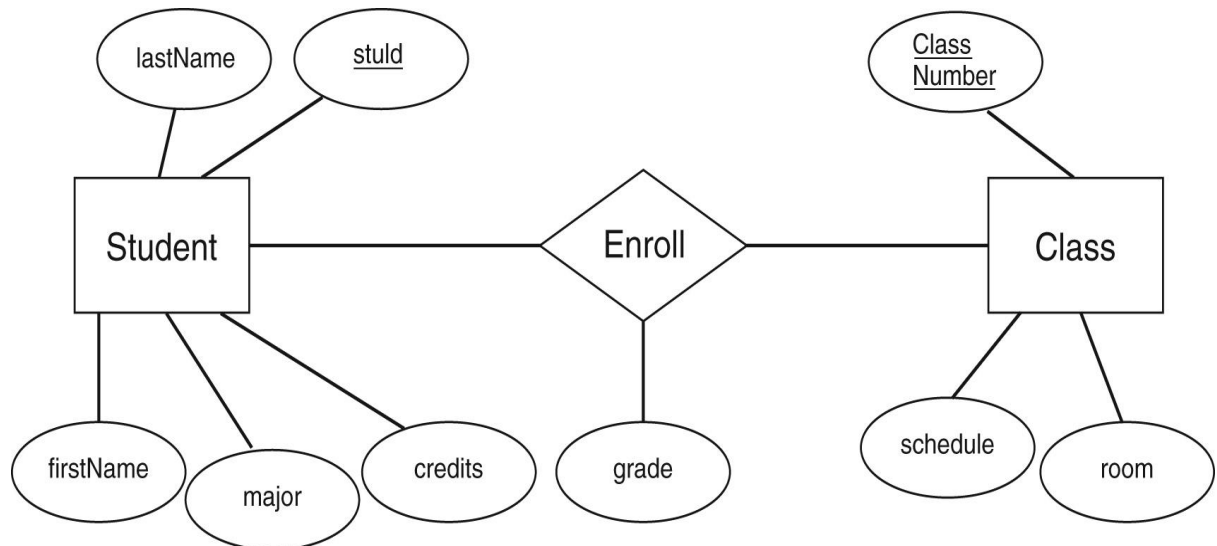 lastName
stuId
Class
Number
Student
Enroll
Class
firstName
major
credits
grade
schedule
room